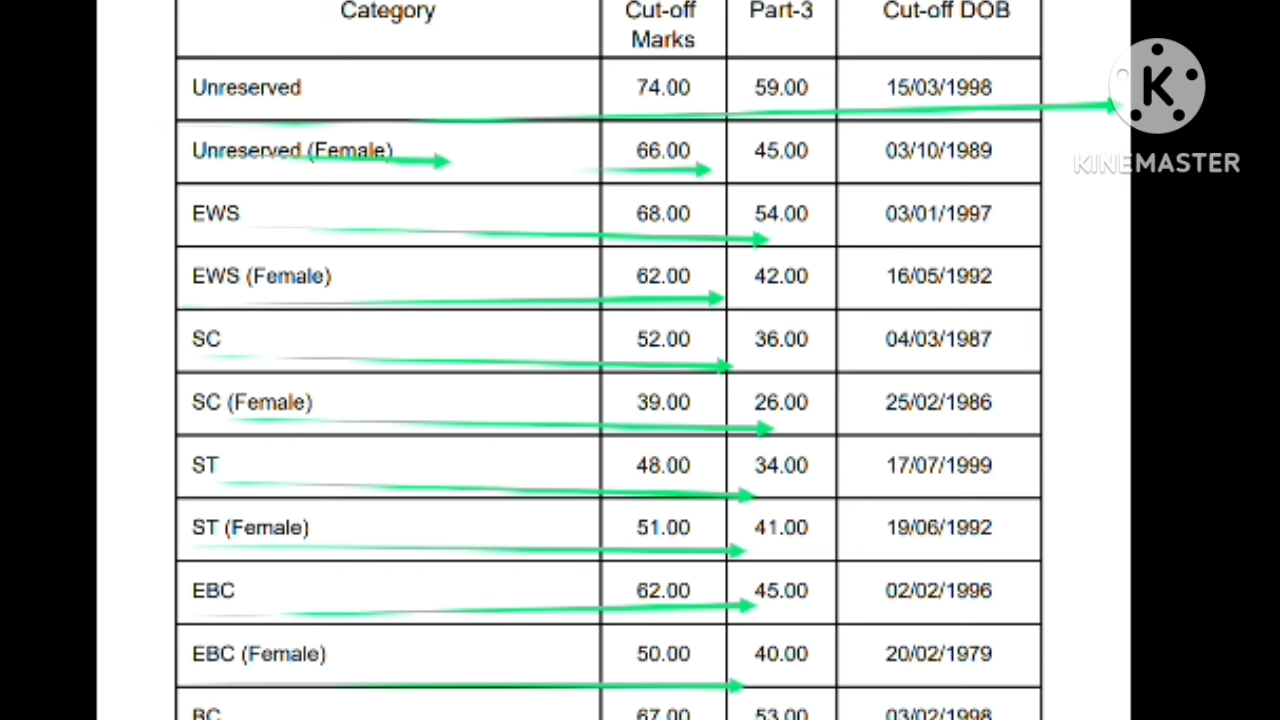 Category Cut-off Marks Part-3 Cut-off DOB
Unreserved 74.00 59.00 15/03/1998
Unreserved (Female) 66.00 45.00 03/10/1989
EWS 68.00 54.00 03/01/1997
EWS (Female) 62.00 42.00 16/05/1992
SC 52.00 36.00 04/03/1987
SC (Female) 39.00 26.00 25/02/1986
ST 48.00 34.00 17/07/1999
ST (Female) 51.00 41.00 19/06/1992
EBC 62.00 45.00 02/02/1996
EBC (Female) 50.00 40.00 20/02/1979
BC 67.00 53.00 03/02/1998
K
KINEMASTER